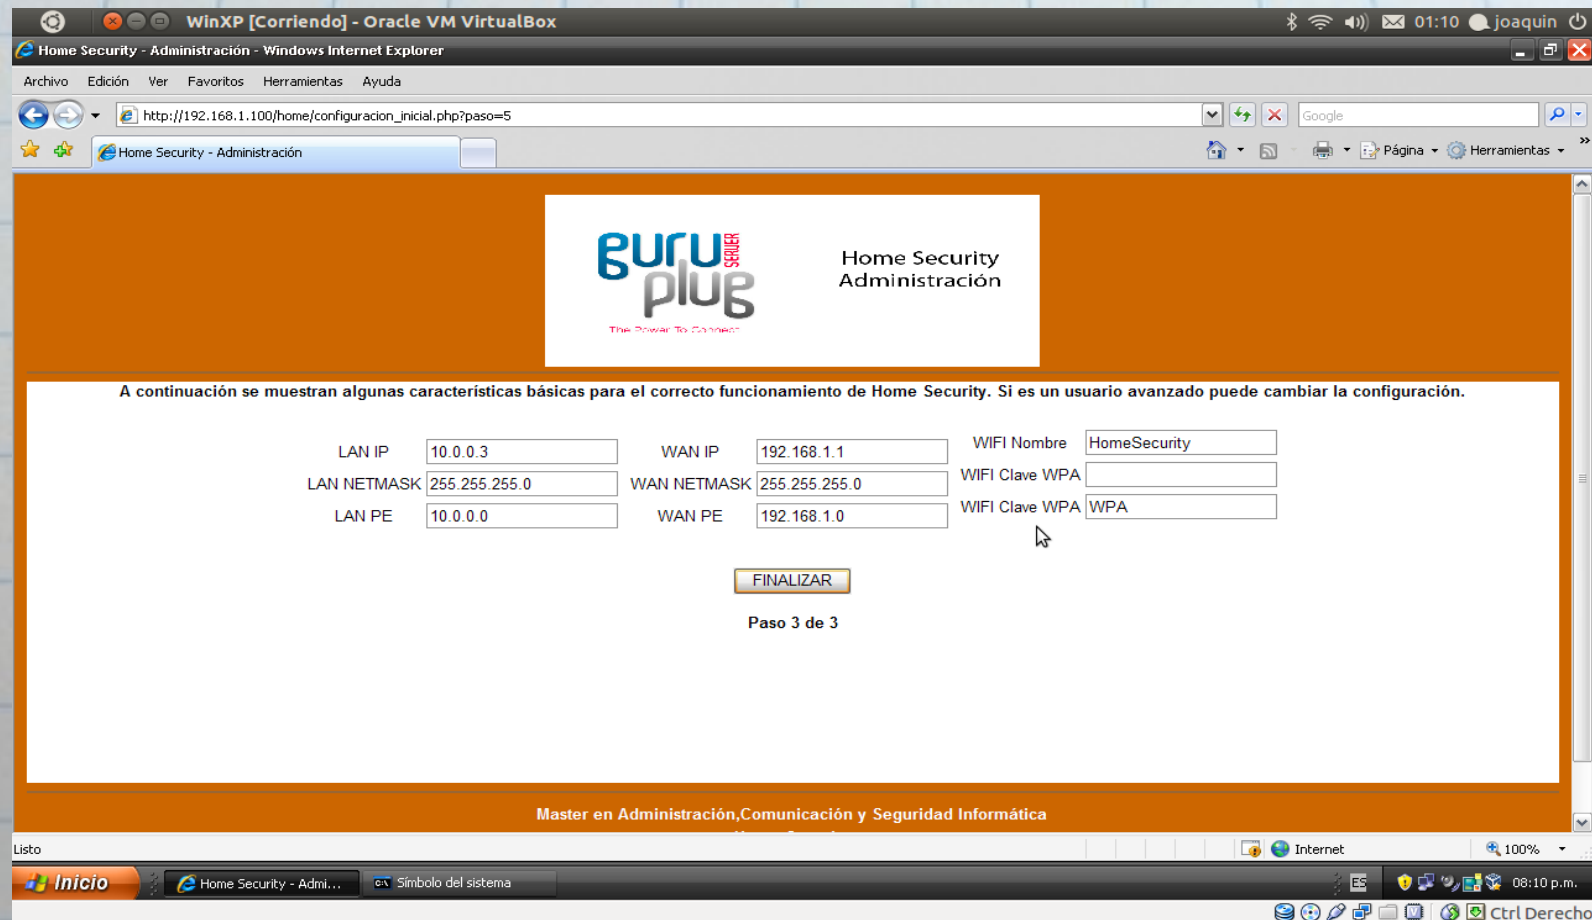 WinXP [Corriendo] - Oracle VM VirtualBox
01:10 joaquin
Home Security - Administración - Windows Internet Explorer
Archivo Edición Ver Favoritos Herramientas Ayuda
http://192.168.1.100/home/configuracion_inicial.php?paso=5
Google
Home Security - Administración
Página Herramientas »
guru plug SERVER
The Power To Connect
Home Security
Administración
A continuación se muestran algunas características básicas para el correcto funcionamiento de Home Security. Si es un usuario avanzado puede cambiar la configuración.
LAN IP 10.0.0.3 WAN IP 192.168.1.1 WIFI Nombre HomeSecurity
LAN NETMASK 255.255.255.0 WAN NETMASK 255.255.255.0 WIFI Clave WPA
LAN PE 10.0.0.0 WAN PE 192.168.1.0 WIFI Clave WPA WPA
FINALIZAR
Paso 3 de 3
Master en Administración,Comunicación y Seguridad Informática
Listo Internet 100%
Inicio Home Security - Admi... Símbolo del sistema ES 08:10 p.m.
Ctrl Derecho